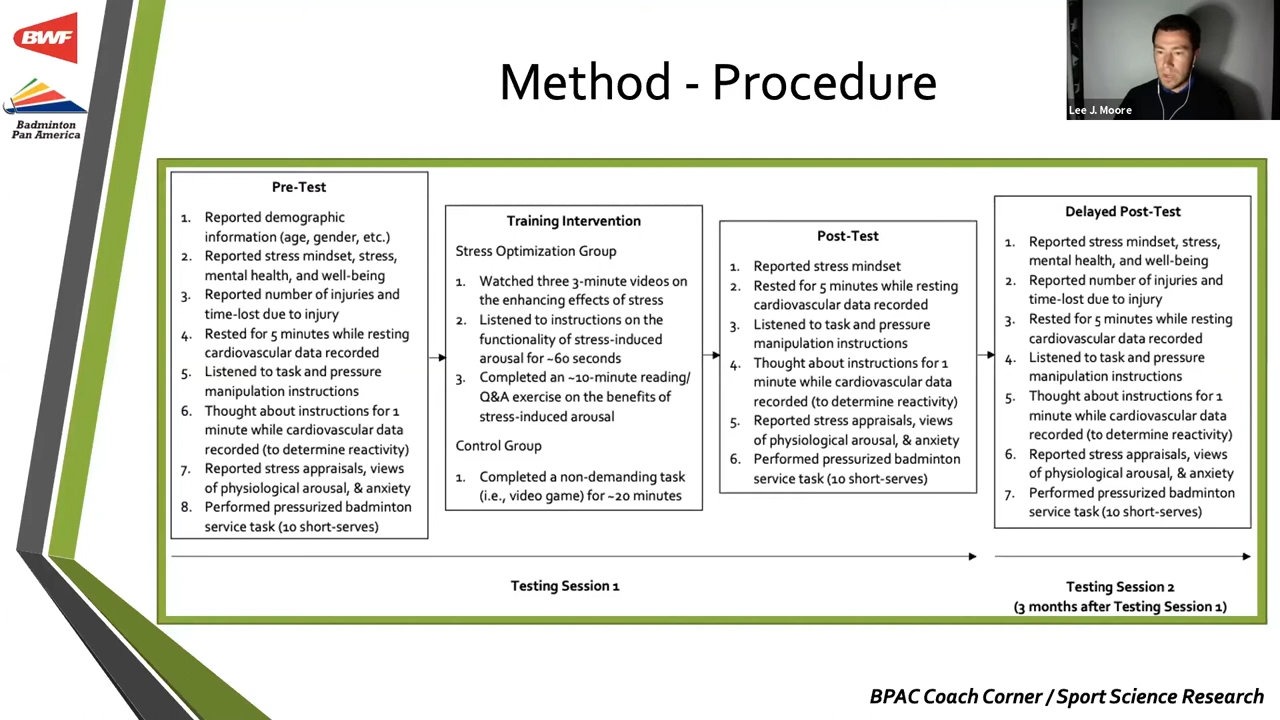 BWF
Badminton
Pan America
Method - Procedure
Lee J. Moore
Pre-Test
1. Reported demographic
information (age, gender, etc.)
2. Reported stress mindset, stress,
mental health, and well-being
3. Reported number of injuries and
time-lost due to injury
4. Rested for 5 minutes while resting
cardiovascular data recorded
5. Listened to task and pressure
manipulation instructions
6. Thought about instructions for 1
minute while cardiovascular data
recorded (to determine reactivity)
7. Reported stress appraisals, views
of physiological arousal, & anxiety
8. Performed pressurized badminton
service task (10 short-serves)
Training Intervention
Stress Optimization Group
1. Watched three 3-minute videos on
the enhancing effects of stress
2. Listened to instructions on the
functionality of stress-induced
arousal for ~60 seconds
3. Completed an ~10-minute reading/
Q&A exercise on the benefits of
stress-induced arousal
Control Group
1. Completed a non-demanding task
(i.e., video game) for ~20 minutes
Post-Test
1. Reported stress mindset
2. Rested for 5 minutes while resting
cardiovascular data recorded
3. Listened to task and pressure
manipulation instructions
4. Thought about instructions for 1
minute while cardiovascular data
recorded (to determine reactivity)
5. Reported stress appraisals, views
of physiological arousal, & anxiety
6. Performed pressurized badminton
service task (10 short-serves)
Delayed Post-Test
1. Reported stress mindset, stress,
mental health, and well-being
2. Reported number of injuries and
time-lost due to injury
3. Rested for 5 minutes while resting
cardiovascular data recorded
4. Listened to task and pressure
manipulation instructions
5. Thought about instructions for 1
minute while cardiovascular data
recorded (to determine reactivity)
6. Reported stress appraisals, views
of physiological arousal, & anxiety
7. Performed pressurized badminton
service task (10 short-serves)
Testing Session 1
Testing Session 2
(3 months after Testing Session 1)
BPAC Coach Corner / Sport Science Research